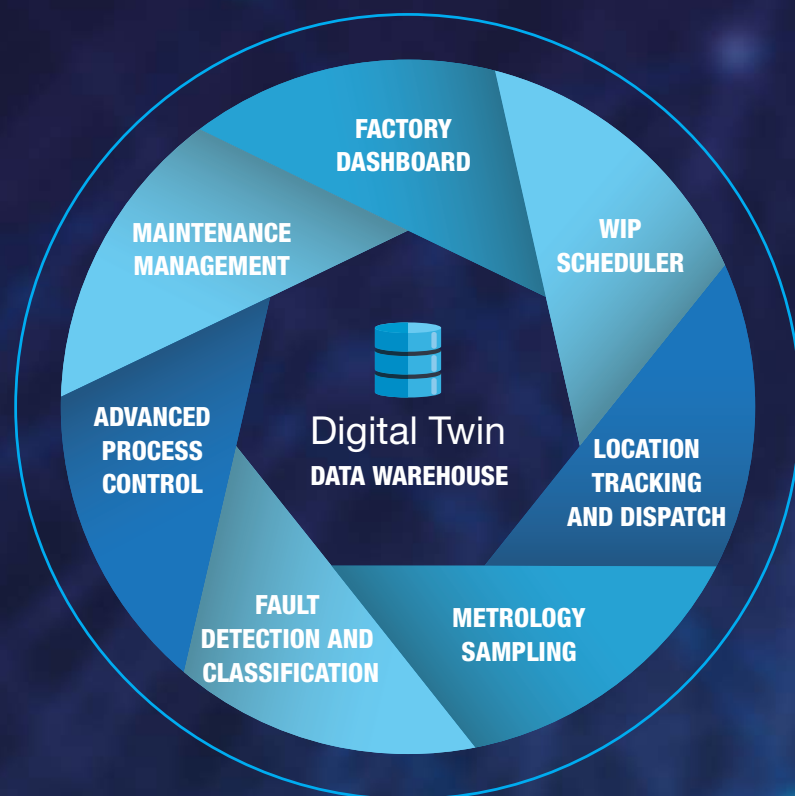 FACTORY
DASHBOARD
WIP
SCHEDULER
LOCATION
TRACKING
AND DISPATCH
METROLOGY
SAMPLING
FAULT
DETECTION AND
CLASSIFICATION
ADVANCED
PROCESS
CONTROL
MAINTENANCE
MANAGEMENT
Digital Twin
DATA WAREHOUSE